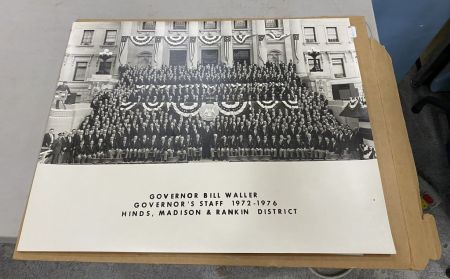 GOVERNOR BILL WALLER
GOVERNOR'S STAFF 1972-1976
HINDS, MADISON & RANKIN DISTRICT